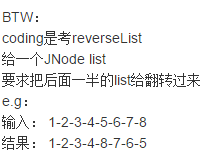 BTW:
coding是考reverseList
给一个JNode list
要求把后面一半的list给翻转过来
e.g:
输入: 1-2-3-4-5-6-7-8
结果: 1-2-3-4-8-7-6-5